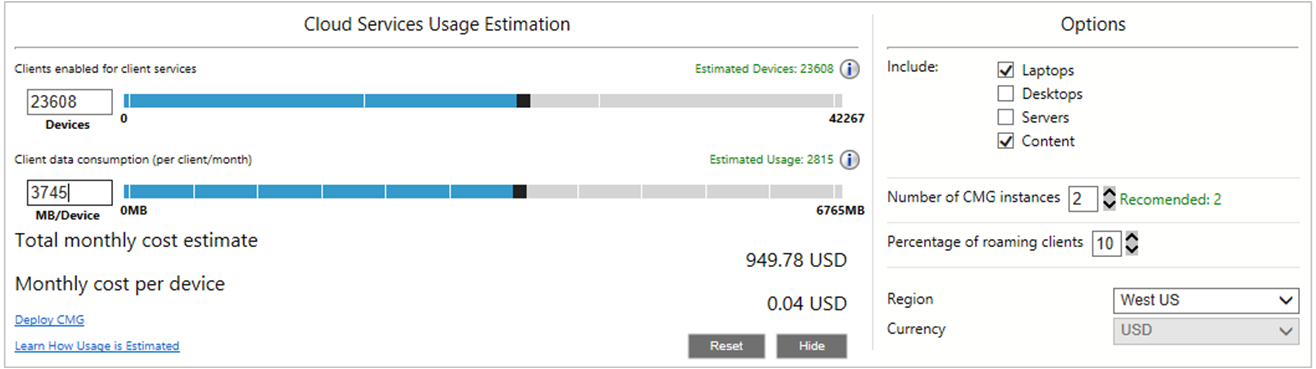 Cloud Services Usage Estimation
Clients enabled for client services
Estimated Devices: 23608
23608
Devices
0
42267
Client data consumption (per client/month)
Estimated Usage: 2815
3745
MB/Device
0MB
6765MB
Total monthly cost estimate
949.78 USD
Monthly cost per device
0.04 USD
Deploy CMG
Learn How Usage is Estimated
Reset
Hide
Options
Include:
Laptops
Desktops
Servers
Content
Number of CMG instances 2 Recomended: 2
Percentage of roaming clients 10
Region West US
Currency USD